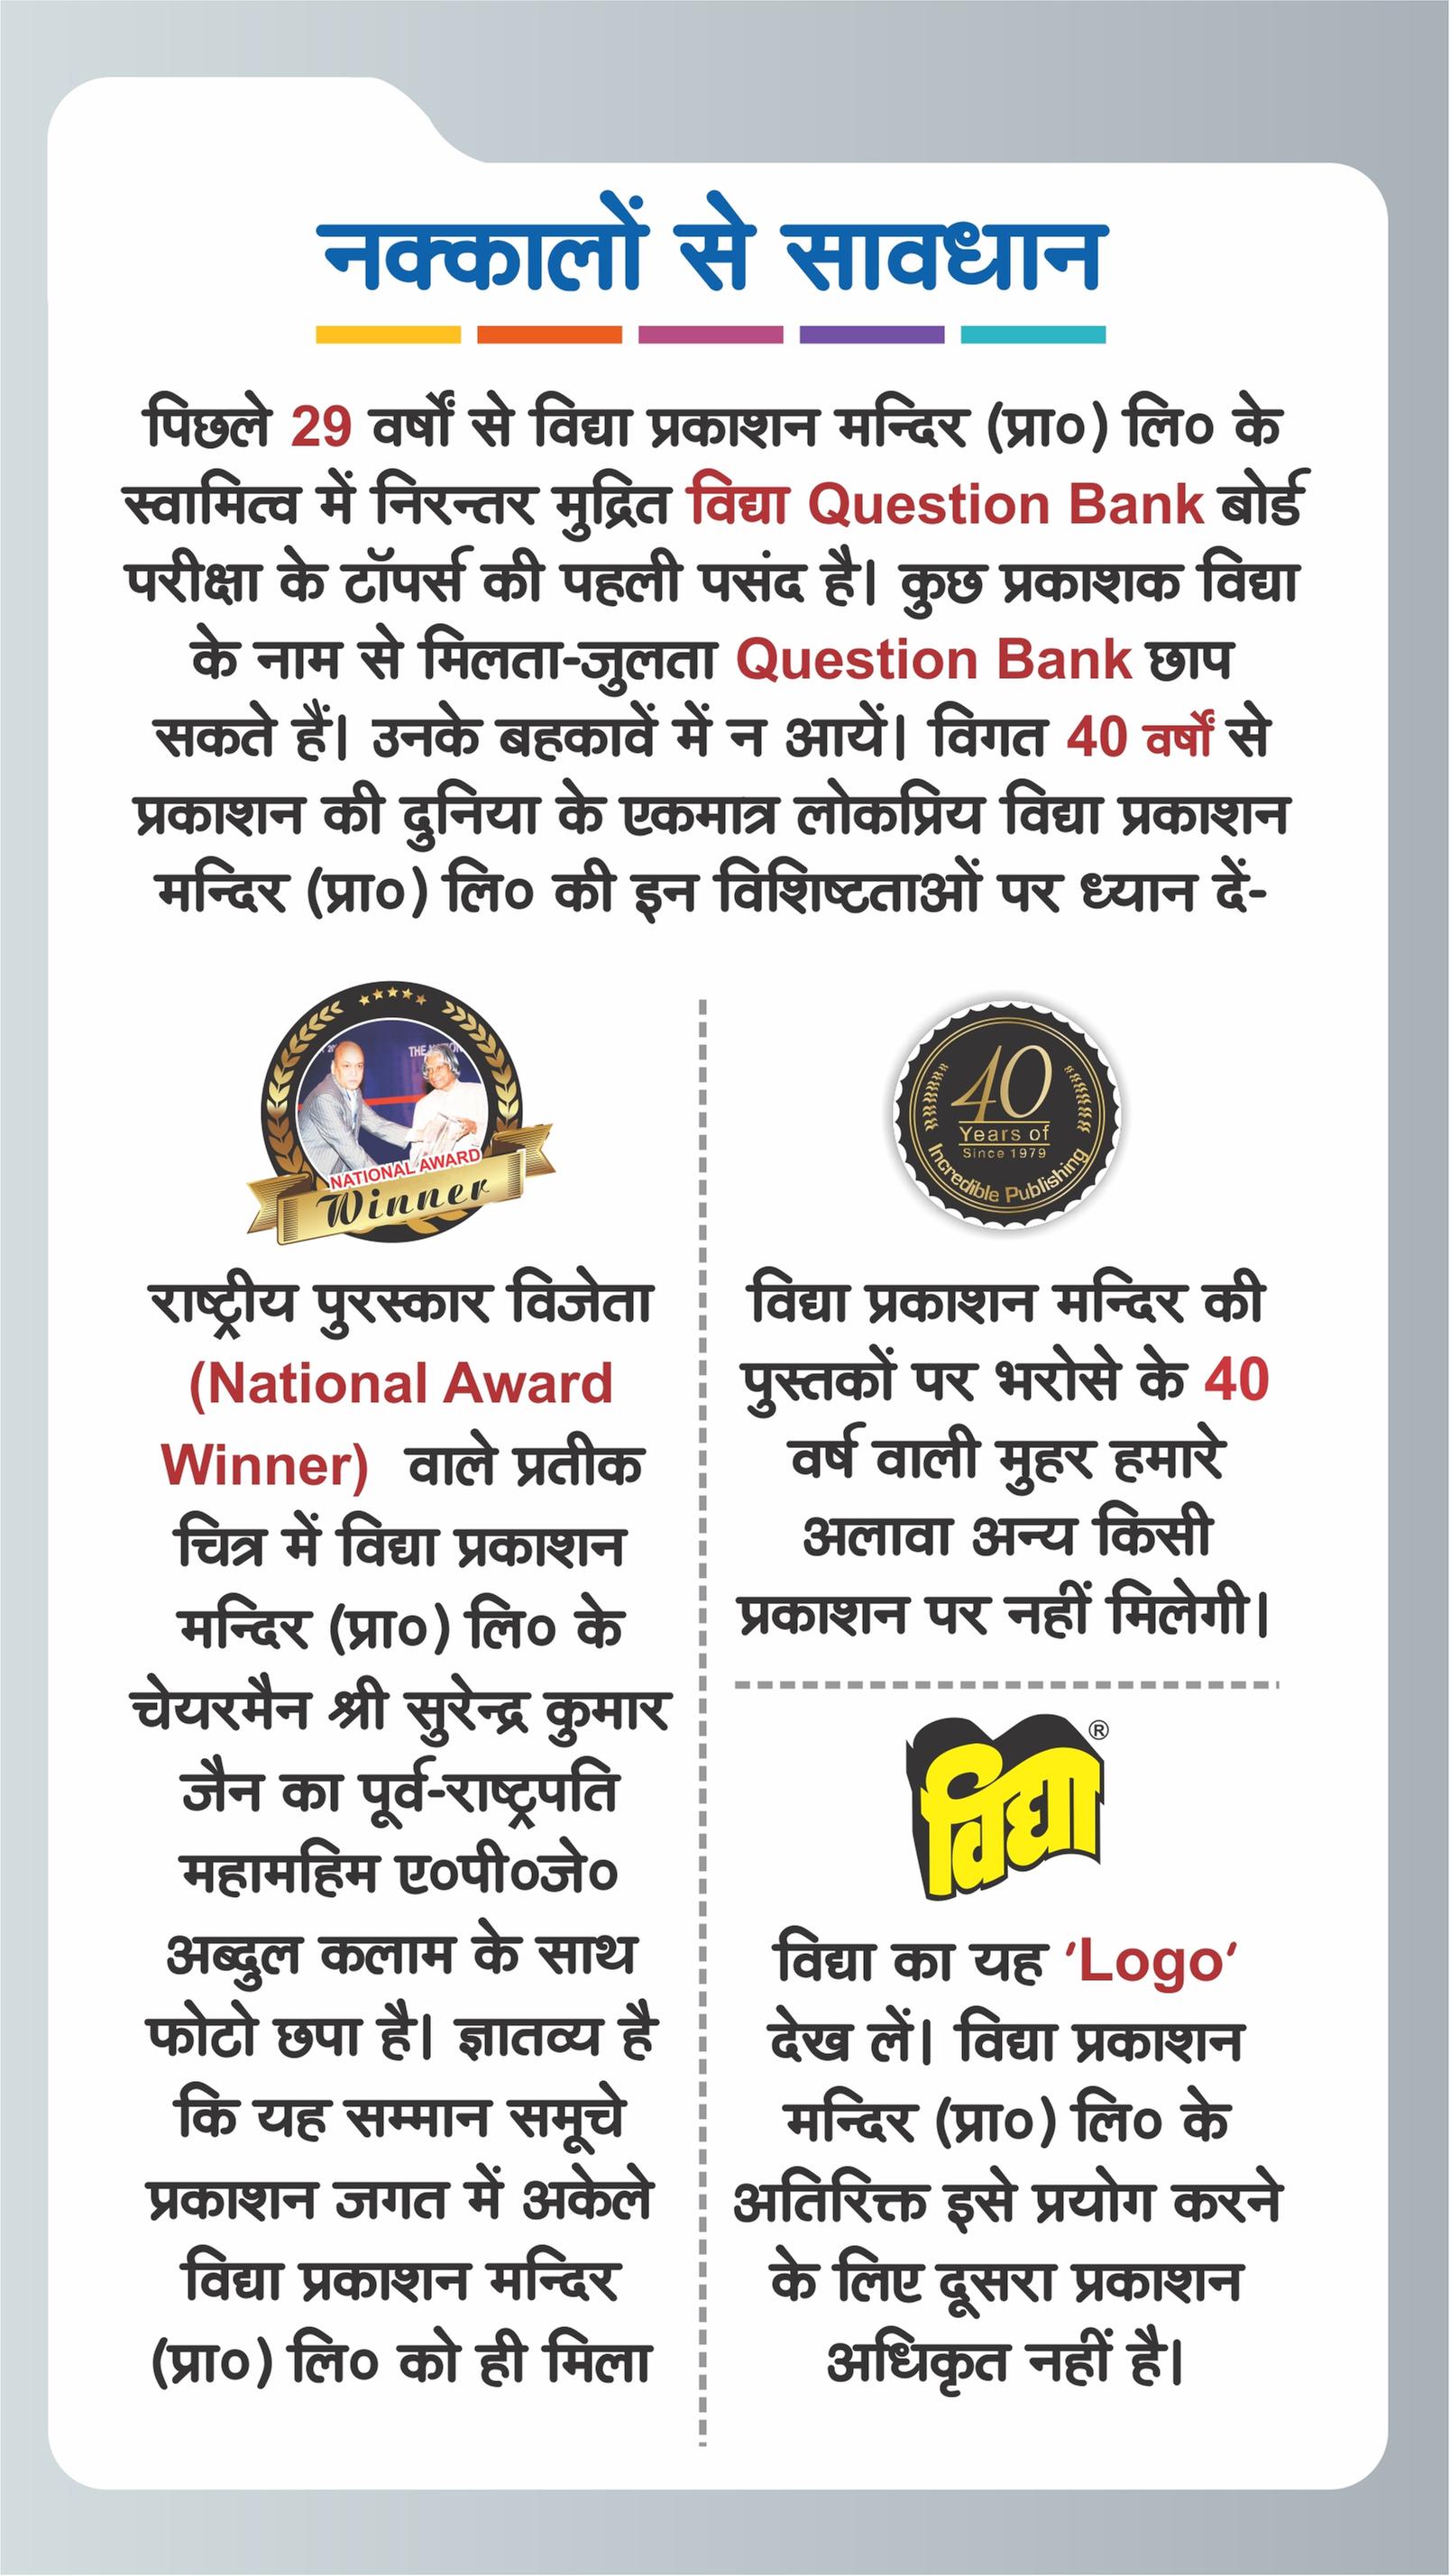 नक्कालों से सावधान
पिछले 29 वर्षों से विद्या प्रकाशन मन्दिर (प्रा०) लि० के
स्वामित्व में निरन्तर मुद्रित विद्या Question Bank बोर्ड
परीक्षा के टॉपर्स की पहली पसंद है। कुछ प्रकाशक विद्या
के नाम से मिलता-जुलता Question Bank छाप
सकते हैं। उनके बहकावें में न आयें। विगत 40 वर्षों से
प्रकाशन की दुनिया के एकमात्र लोकप्रिय विद्या प्रकाशन
मन्दिर (प्रा०) लि० की इन विशिष्टताओं पर ध्यान दें-
NATIONAL AWARD
Winner
राष्ट्रीय पुरस्कार विजेता
(National Award
Winner) वाले प्रतीक
चित्र में विद्या प्रकाशन
मन्दिर (प्रा०) लि० के
चेयरमैन श्री सुरेन्द्र कुमार
जैन का पूर्व-राष्ट्रपति
महामहिम ए०पी०जे०
अब्दुल कलाम के साथ
फोटो छपा है। ज्ञातव्य है
कि यह सम्मान समूचे
प्रकाशन जगत में अकेले
विद्या प्रकाशन मन्दिर
(प्रा०) लि० को ही मिला
40
Years of
Since 1979
Incredible Publishing
विद्या प्रकाशन मन्दिर की
पुस्तकों पर भरोसे के 40
वर्ष वाली मुहर हमारे
अलावा अन्य किसी
प्रकाशन पर नहीं मिलेगी।
विद्या ®
विद्या का यह ‘Logo’
देख लें। विद्या प्रकाशन
मन्दिर (प्रा०) लि० के
अतिरिक्त इसे प्रयोग करने
के लिए दूसरा प्रकाशन
अधिकृत नहीं है।